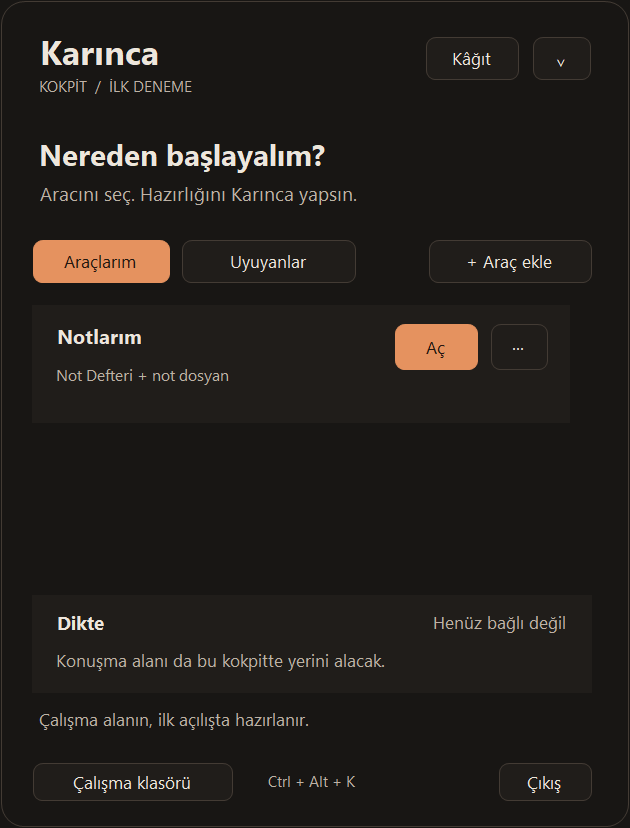 Karınca
Kâğıt
v
KOKPİT / İLK DENEME
Nereden başlayalım?
Aracını seç. Hazırlığını Karınca yapsın.
Araçlarım
Uyuyanlar
+ Araç ekle
Notlarım
Aç
...
Not Defteri + not dosyan
Dikte
Henüz bağlı değil
Konuşma alanı da bu kokpitte yerini alacak.
Çalışma alanın, ilk açılışta hazırlanır.
Çalışma klasörü
Ctrl + Alt + K
Çıkış